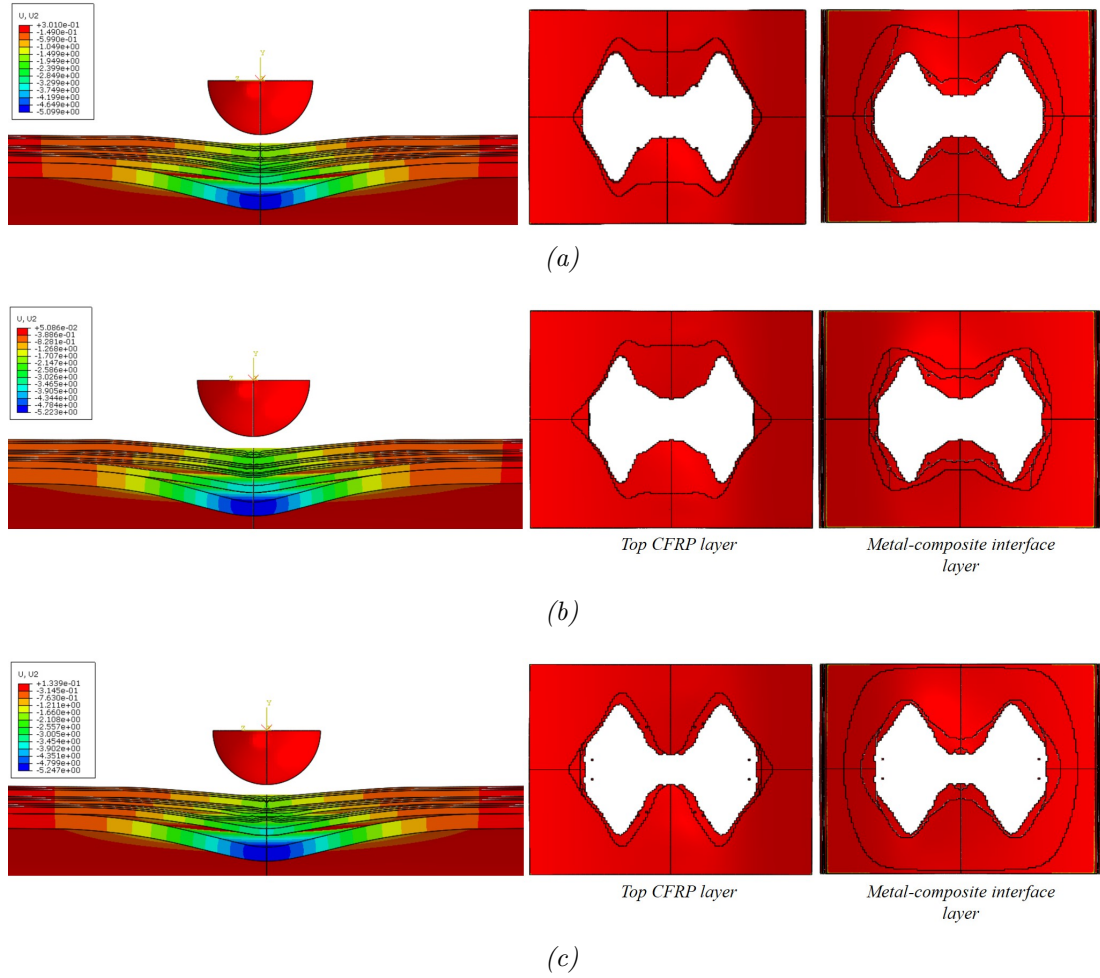 U, U2
+3.010e-01
-1.490e-01
-5.990e-01
-1.049e+00
-1.499e+00
-1.949e+00
-2.399e+00
-2.849e+00
-3.299e+00
-3.749e+00
-4.199e+00
-4.649e+00
-5.099e+00
Y
Z
(a)
U, U2
+5.086e-02
-3.886e-01
-8.281e-01
-1.268e+00
-1.707e+00
-2.147e+00
-2.586e+00
-3.026e+00
-3.465e+00
-3.905e+00
-4.344e+00
-4.784e+00
-5.223e+00
Y
Z
Top CFRP layer
Metal-composite interface
layer
(b)
U, U2
+1.339e-01
-3.145e-01
-7.630e-01
-1.211e+00
-1.660e+00
-2.108e+00
-2.557e+00
-3.005e+00
-3.454e+00
-3.902e+00
-4.351e+00
-4.799e+00
-5.247e+00
Y
Z
Top CFRP layer
Metal-composite interface
layer
(c)